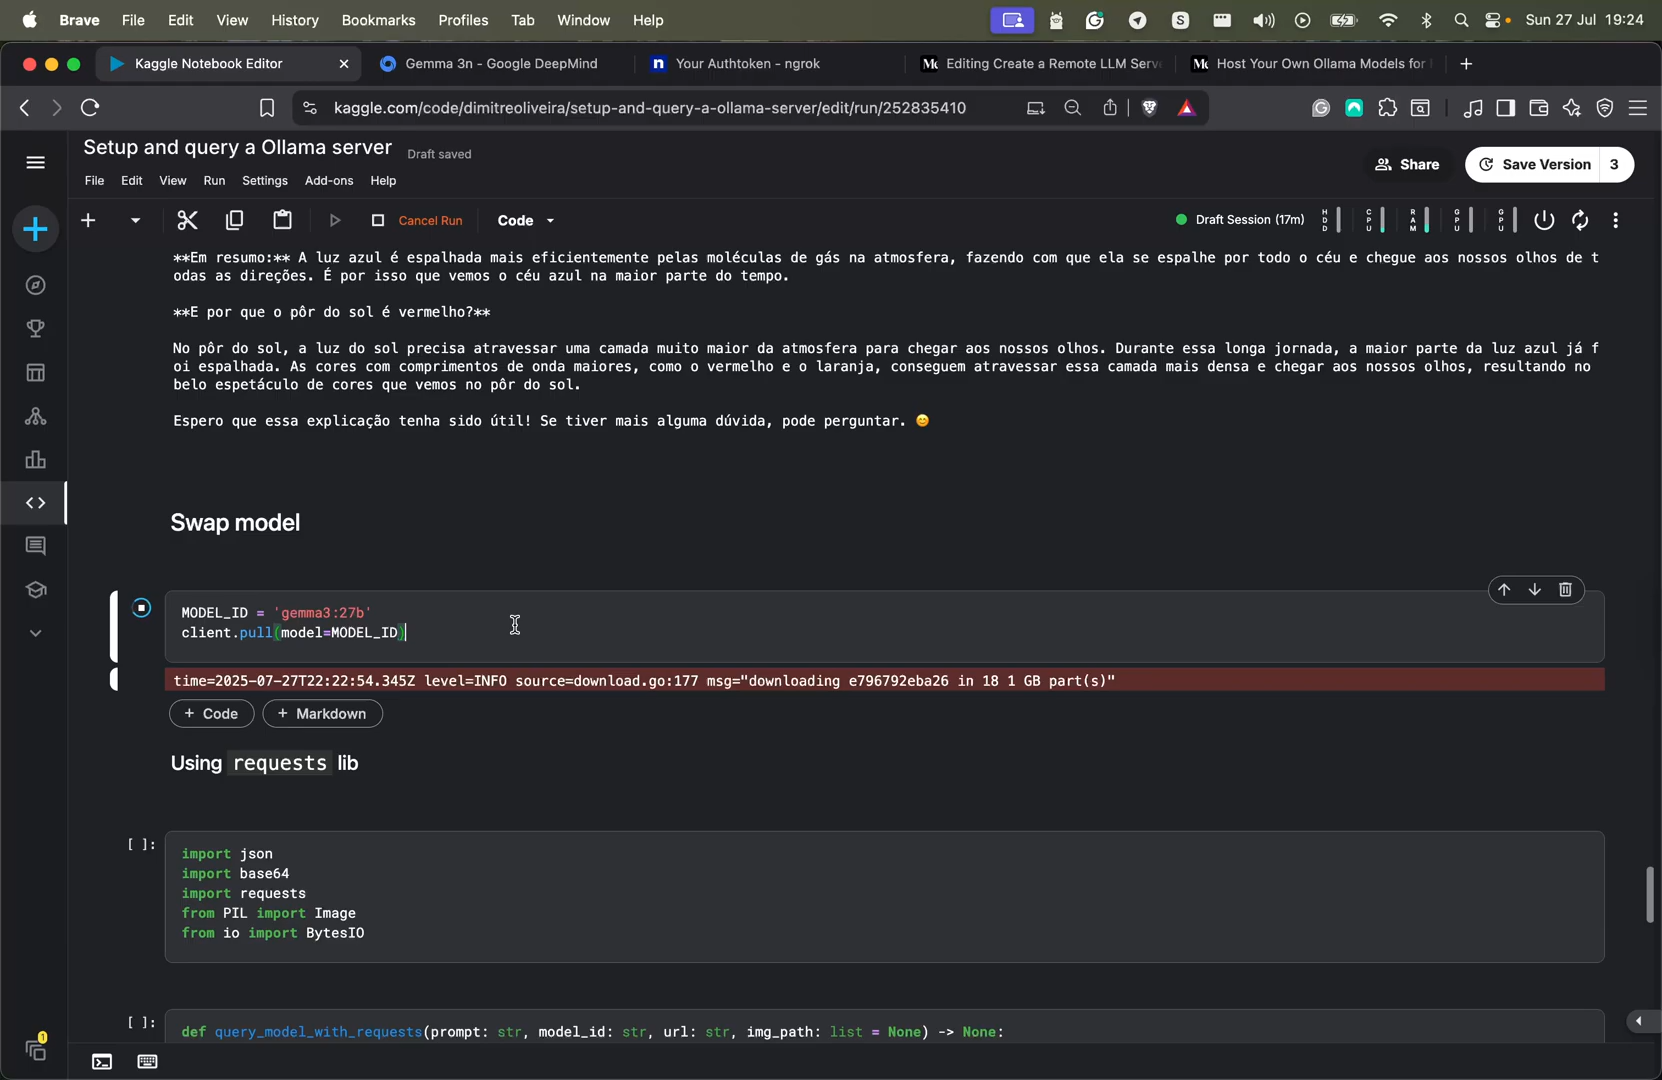 Brave File Edit View History Bookmarks Profiles Tab Window Help Sun 27 Jul 19:24
Kaggle Notebook Editor Gemma 3n - Google DeepMind Your Authtoken - ngrok Editing Create a Remote LLM Serv Host Your Own Ollama Models for
kaggle.com/code/dimitreoliveira/setup-and-query-a-ollama-server/edit/run/252835410
Setup and query a Ollama server Draft saved
Share
Save Version 3
File Edit View Run Settings Add-ons Help
Cancel Run Code Draft Session (17m) HDD CPU RAM GPU GPU
**Em resumo:** A luz azul é espalhada mais eficientemente pelas moléculas de gás na atmosfera, fazendo com que ela se espalhe por todo o céu e chegue aos nossos olhos de t
odas as direções. É por isso que vemos o céu azul na maior parte do tempo.
**E por que o pôr do sol é vermelho?**
No pôr do sol, a luz do sol precisa atravessar uma camada muito maior da atmosfera para chegar aos nossos olhos. Durante essa longa jornada, a maior parte da luz azul já f
oi espalhada. As cores com comprimentos de onda maiores, como o vermelho e o laranja, conseguem atravessar essa camada mais densa e chegar aos nossos olhos, resultando no
belo espetáculo de cores que vemos no pôr do sol.
Espero que essa explicação tenha sido útil! Se tiver mais alguma dúvida, pode perguntar. 😊
Swap model
MODEL_ID = 'gemma3:27b'
client.pull(model=MODEL_ID)
time=2025-07-27T22:22:54.345Z level=INFO source=download.go:177 msg="downloading e796792eba26 in 18 1 GB part(s)"
+ Code + Markdown
Using requests lib
[ ]:
import json
import base64
import requests
from PIL import Image
from io import BytesIO
[ ]:
def query_model_with_requests(prompt: str, model_id: str, url: str, img_path: list = None) -> None:
1